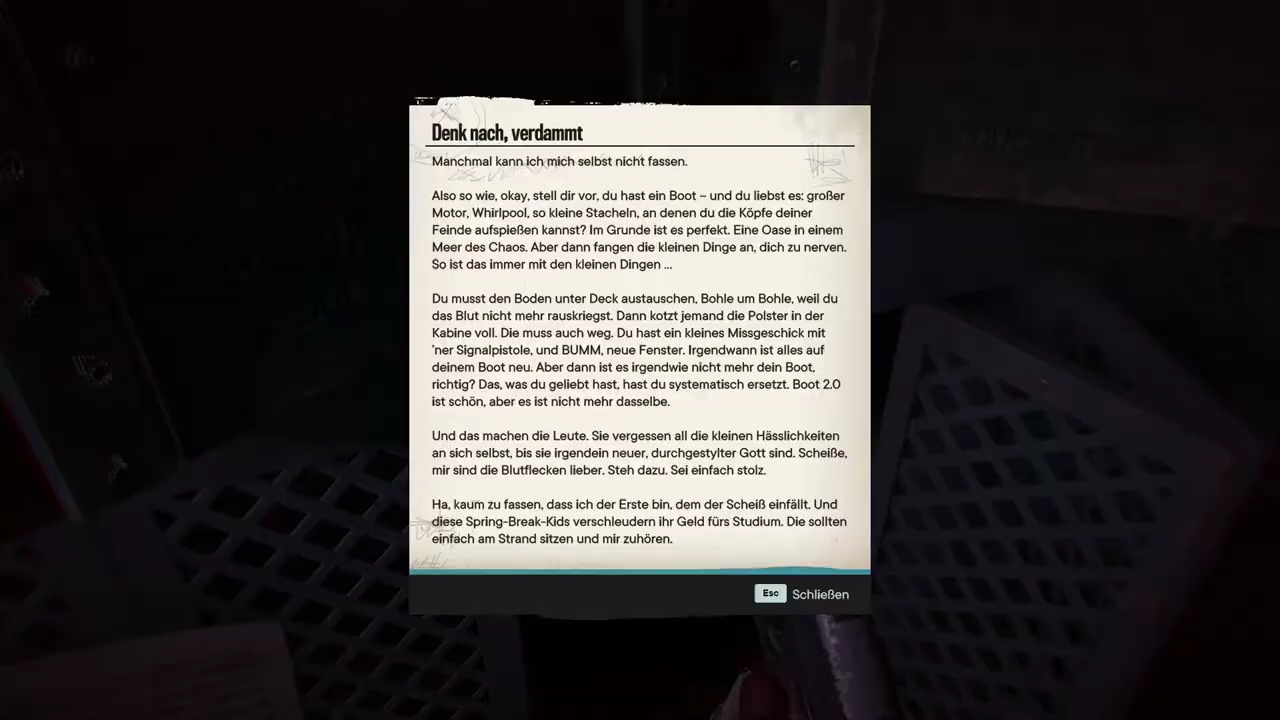 Denk nach, verdammt
Manchmal kann ich mich selbst nicht fassen.
Also so wie, okay, stell dir vor, du hast ein Boot – und du liebst es: großer
Motor, Whirlpool, so kleine Stacheln, an denen du die Köpfe deiner
Feinde aufspießen kannst? Im Grunde ist es perfekt. Eine Oase in einem
Meer des Chaos. Aber dann fangen die kleinen Dinge an, dich zu nerven.
So ist das immer mit den kleinen Dingen ...
Du musst den Boden unter Deck austauschen, Bohle um Bohle, weil du
das Blut nicht mehr rauskriegst. Dann kotzt jemand die Polster in der
Kabine voll. Die muss auch weg. Du hast ein kleines Missgeschick mit
'ner Signalpistole, und BUMM, neue Fenster. Irgendwann ist alles auf
deinem Boot neu. Aber dann ist es irgendwie nicht mehr dein Boot,
richtig? Das, was du geliebt hast, hast du systematisch ersetzt. Boot 2.0
ist schön, aber es ist nicht mehr dasselbe.
Und das machen die Leute. Sie vergessen all die kleinen Hässlichkeiten
an sich selbst, bis sie irgendein neuer, durchgestylter Gott sind. Scheiße,
mir sind die Blutflecken lieber. Steh dazu. Sei einfach stolz.
Ha, kaum zu fassen, dass ich der Erste bin, dem der Scheiß einfällt. Und
diese Spring-Break-Kids verschleudern ihr Geld fürs Studium. Die sollten
einfach am Strand sitzen und mir zuhören.
Esc Schließen